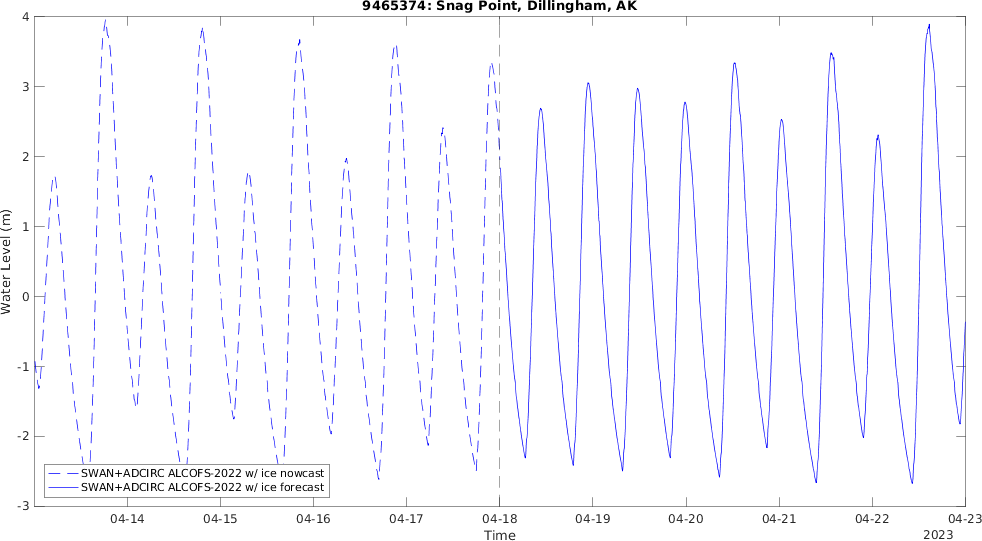 9465374: Snag Point, Dillingham, AK
4
3
2
1
0
-1
-2
-3
Water Level (m)
SWAN+ADCIRC ALCOFS-2022 w/ ice nowcast
SWAN+ADCIRC ALCOFS-2022 w/ ice forecast
04-14 04-15 04-16 04-17 04-18 04-19 04-20 04-21 04-22 04-23
Time
2023